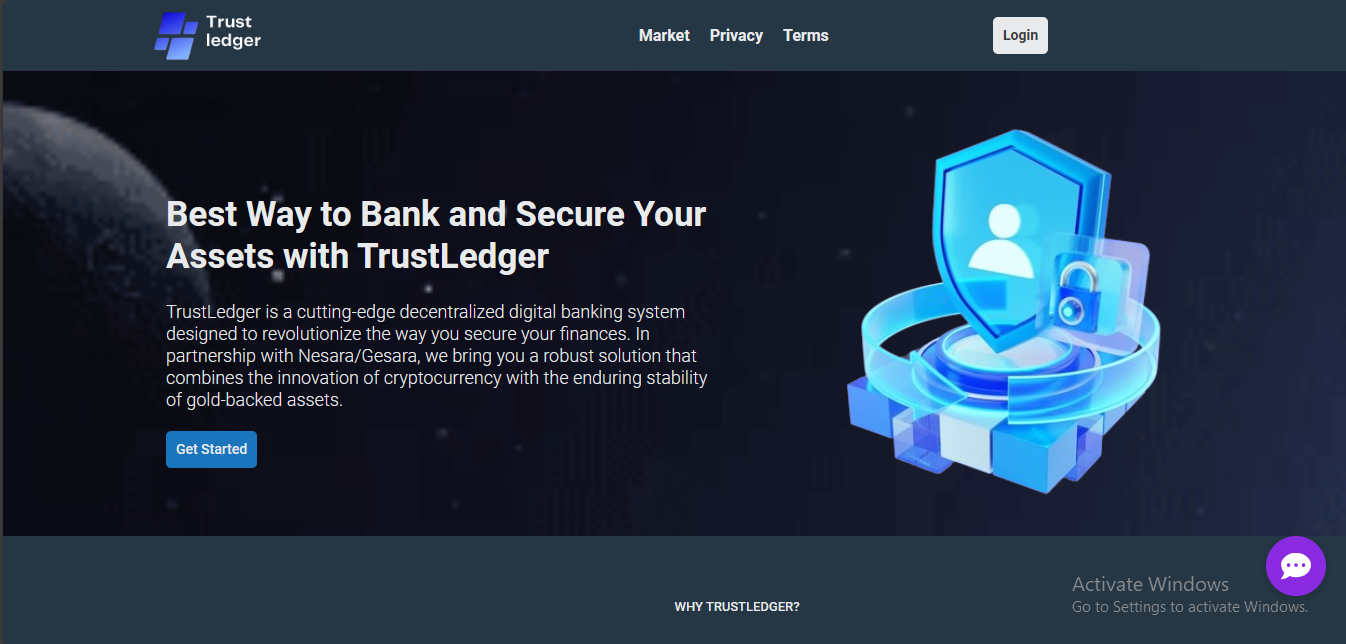 Trust
ledger
Market Privacy Terms
Login
Best Way to Bank and Secure Your
Assets with TrustLedger
TrustLedger is a cutting-edge decentralized digital banking system
designed to revolutionize the way you secure your finances. In
partnership with Nesara/Gesara, we bring you a robust solution that
combines the innovation of cryptocurrency with the enduring stability
of gold-backed assets.
Get Started
WHY TRUSTLEDGER?
Activate Windows
Go to Settings to activate Windows.